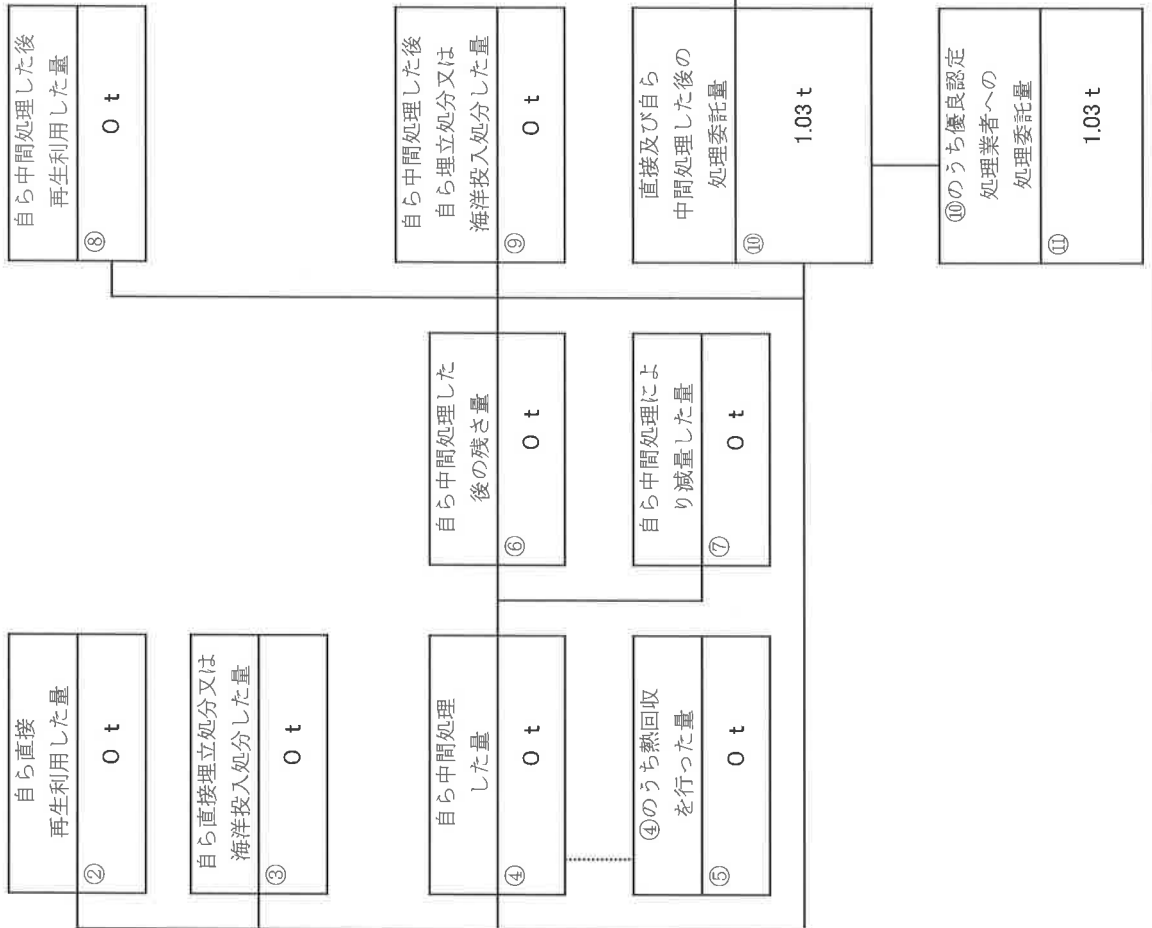 自ら直接
再生利用した量
② 0 t
自ら直接埋立処分又は
海洋投入処分した量
③ 0 t
自ら中間処理
した量
④ 0 t
④のうち熱回収
を行った量
⑤ 0 t
自ら中間処理した
後の残さ量
⑥ 0 t
自ら中間処理によ
り減量した量
⑦ 0 t
自ら中間処理した後
再生利用した量
⑧ 0 t
自ら中間処理した後
自ら埋立処分又は
海洋投入処分した量
⑨ 0 t
直接及び自ら
中間処理した後の
処理委託量
⑩ 1.03 t
⑩のうち優良認定
処理業者への
処理委託量
⑪ 1.03 t